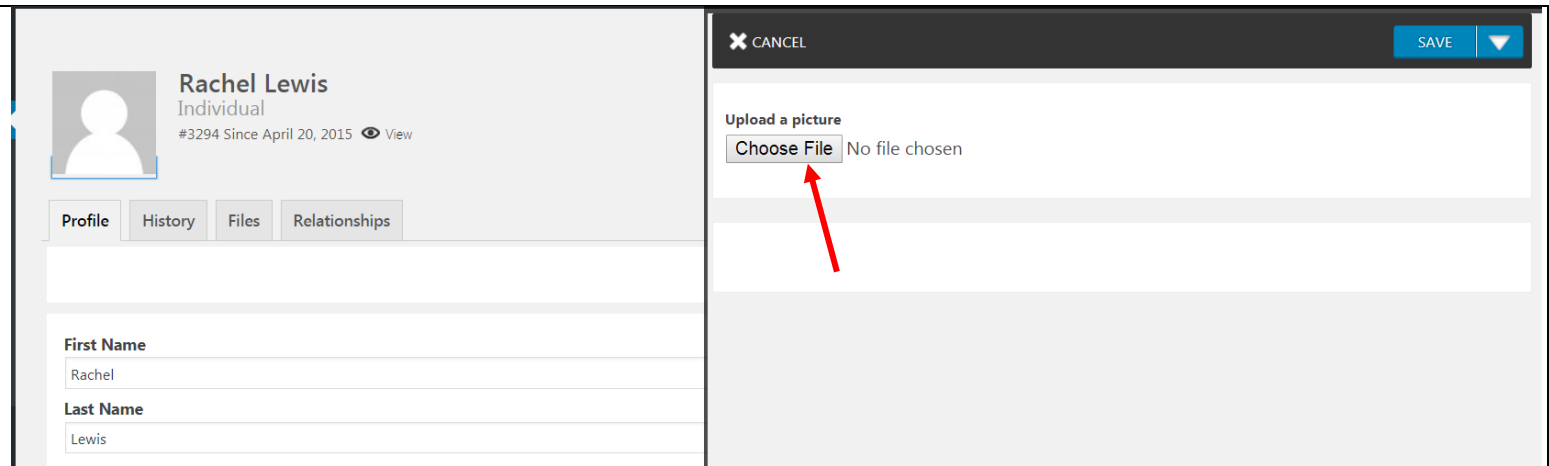 Rachel Lewis
Individual
#3294 Since April 20, 2015 View
Profile History Files Relationships
First Name
Rachel
Last Name
Lewis
CANCEL SAVE
Upload a picture
Choose File No file chosen